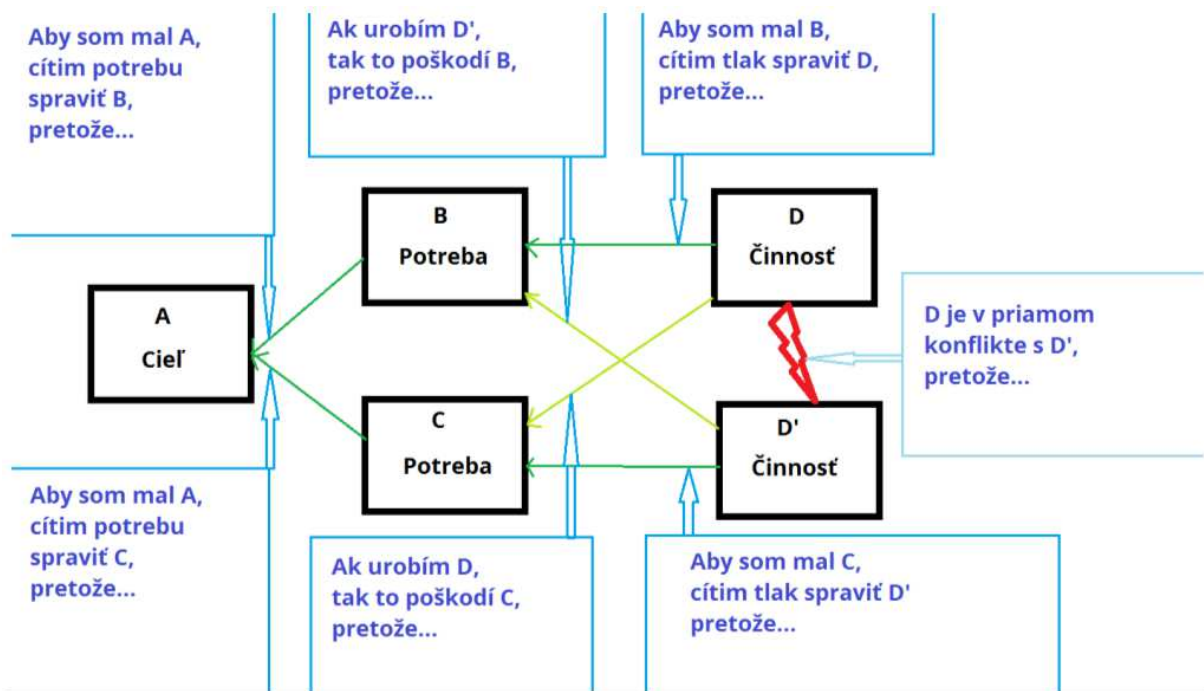 Aby som mal A,
cítim potrebu
spraviť B,
pretože...
Ak urobím D',
tak to poškodí B,
pretože...
Aby som mal B,
cítim tlak spraviť D,
pretože...
B
Potreba
D
Činnosť
A
Cieľ
D je v priamom
konflikte s D',
pretože...
C
Potreba
D'
Činnosť
Aby som mal A,
cítim potrebu
spraviť C,
pretože...
Ak urobím D,
tak to poškodí C,
pretože...
Aby som mal C,
cítim tlak spraviť D'
pretože...